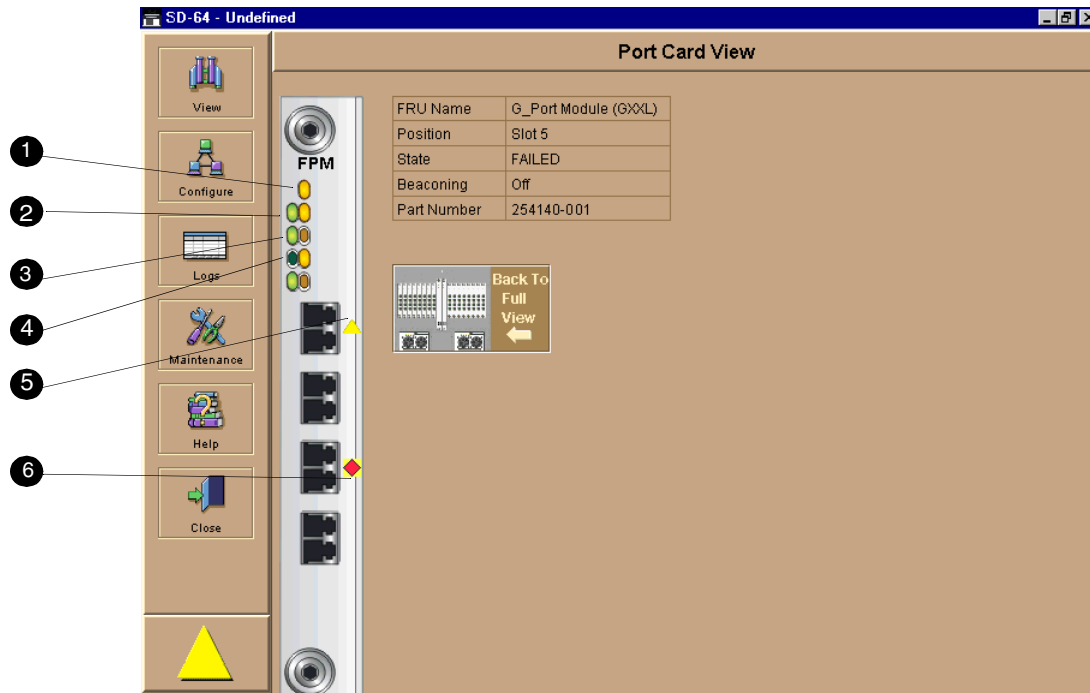 SD-64 - Undefined
Port Card View
View
Configure
Logs
Maintenance
Help
Close
1
2
3
4
5
6
FPM
FRU Name G_Port Module (GXXL)
Position Slot 5
State FAILED
Beaconing Off
Part Number 254140-001
Back To
Full
View